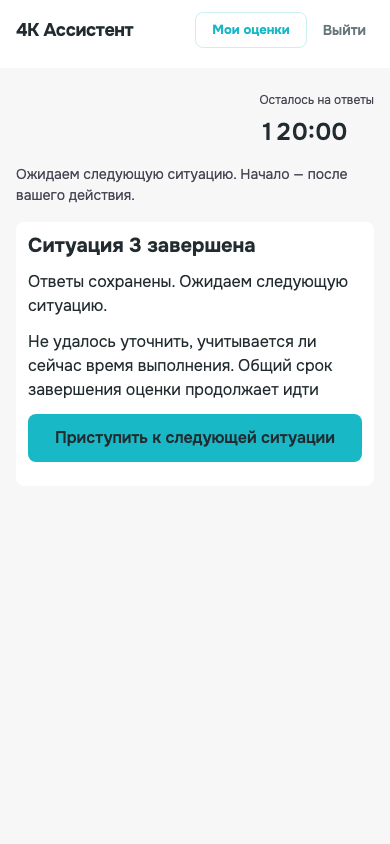 4К Ассистент
Мои оценки
Выйти
Осталось на ответы
120:00
Ожидаем следующую ситуацию. Начало — после
вашего действия.
Ситуация 3 завершена
Ответы сохранены. Ожидаем следующую
ситуацию.
Не удалось уточнить, учитывается ли
сейчас время выполнения. Общий срок
завершения оценки продолжает идти
Приступить к следующей ситуации